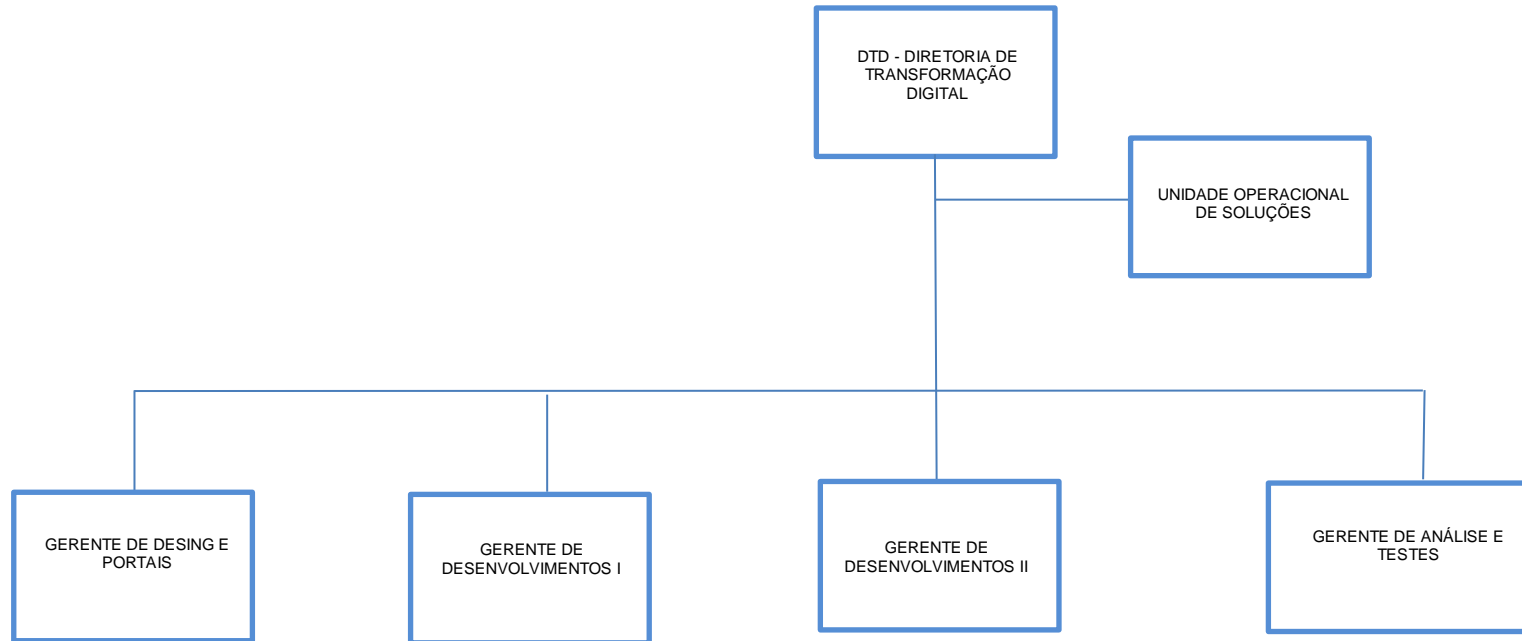 DTD - DIRETORIA DE
TRANSFORMAÇÃO
DIGITAL
UNIDADE OPERACIONAL
DE SOLUÇÕES
GERENTE DE DESING E
PORTAIS
GERENTE DE
DESENVOLVIMENTOS I
GERENTE DE
DESENVOLVIMENTOS II
GERENTE DE ANÁLISE E
TESTES